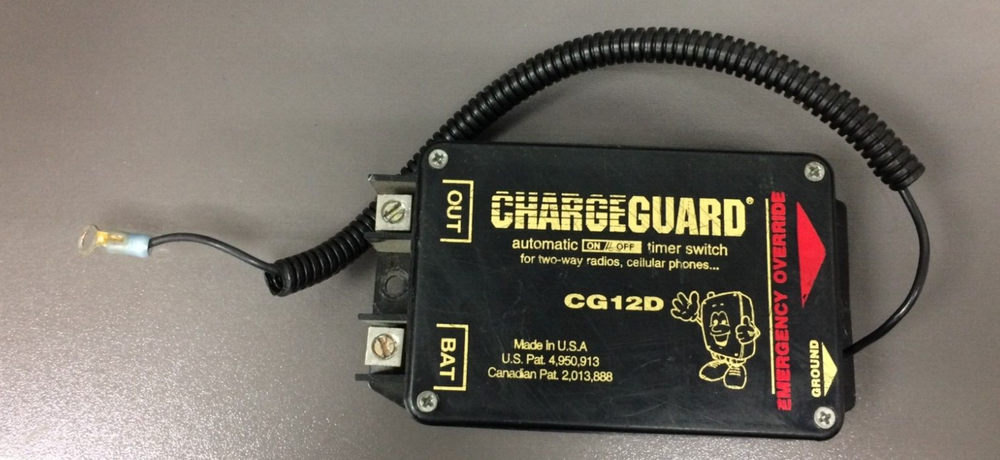 OUT
CHARGEGUARD®
automatic ON // OFF timer switch
for two-way radios, cellular phones...
CG12D
BAT
Made in U.S.A
U.S. Pat. 4,950,913
Canadian Pat. 2,013,888
EMERGENCY OVERRIDE
GROUND